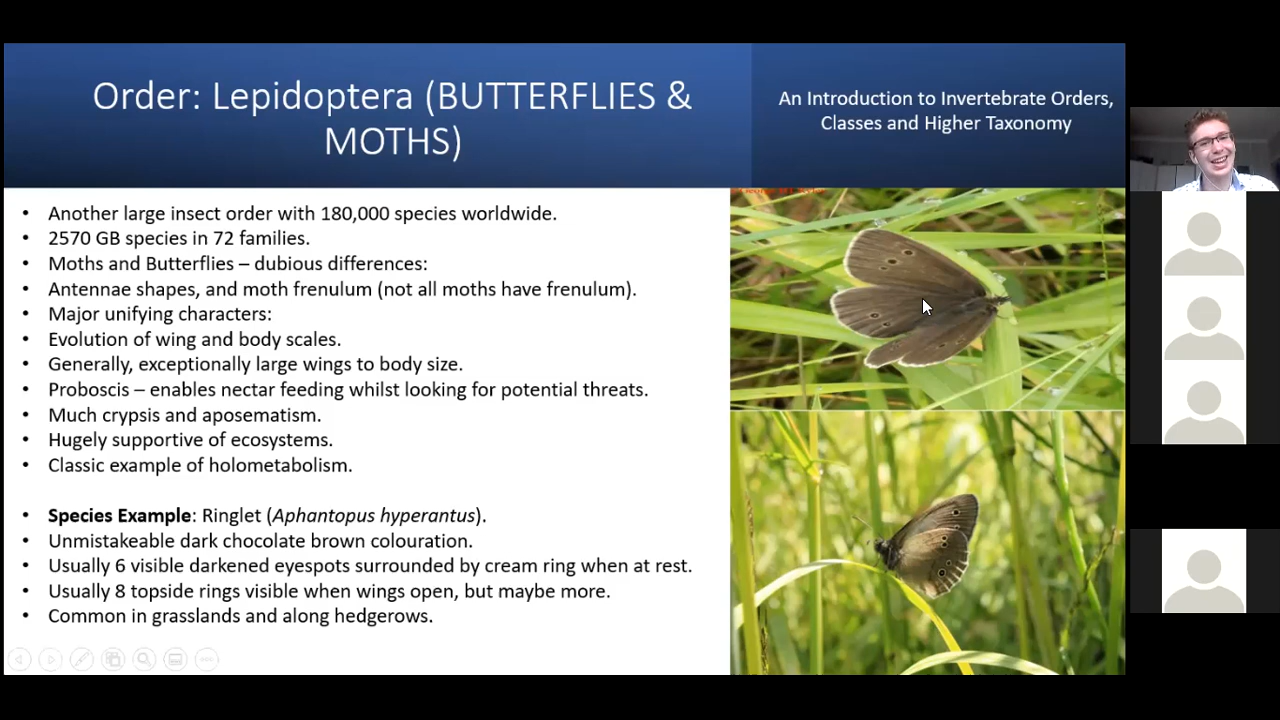 Order: Lepidoptera (BUTTERFLIES &
MOTHS)
An Introduction to Invertebrate Orders,
Classes and Higher Taxonomy
• Another large insect order with 180,000 species worldwide.
• 2570 GB species in 72 families.
• Moths and Butterflies – dubious differences:
• Antennae shapes, and moth frenulum (not all moths have frenulum).
• Major unifying characters:
• Evolution of wing and body scales.
• Generally, exceptionally large wings to body size.
• Proboscis – enables nectar feeding whilst looking for potential threats.
• Much crypsis and aposematism.
• Hugely supportive of ecosystems.
• Classic example of holometabolism.
• Species Example: Ringlet (Aphantopus hyperantus).
• Unmistakeable dark chocolate brown colouration.
• Usually 6 visible darkened eyespots surrounded by cream ring when at rest.
• Usually 8 topside rings visible when wings open, but maybe more.
• Common in grasslands and along hedgerows.